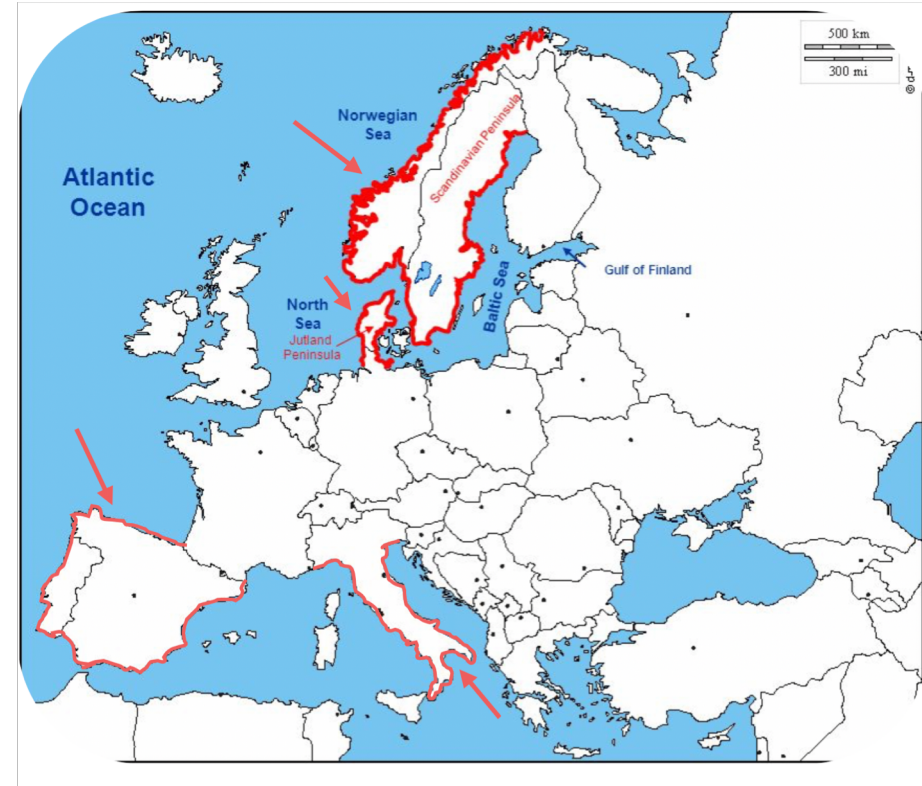 500 km
300 mi
© d-
Norwegian
Sea
Scandinavian Peninsula
Atlantic
Ocean
Gulf of Finland
Baltic Sea
North
Sea
Jutland
Peninsula